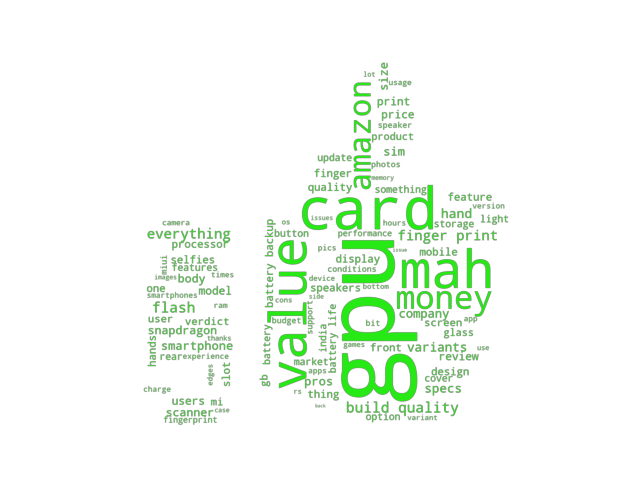 lot
size
usage
amazon
print
price
speaker
product
sim
update
photos
finger
memory
quality
something
feature
card
version
hand
light
storage
os
issues
hours
camera
button
performance
finger print
everything
processor
battery backup
value
pics
gpu
issue
mobile
mah
miui
selfies
features
display
conditions
images
times
body
device
one
model
speakers
bottom
money
smartphones
cons
side
flash
ram
support
company
app
user
verdict
budget
bit
screen
snapdragon
india
glass
hands
thanks
battery life
games
front
variants
use
smartphone
rear
experience
market
review
slot
edges
apps
design
gb
battery
pros
cover
specs
charge
rs
thing
users
mi
back
build quality
scanner
case
option
variant
fingerprint